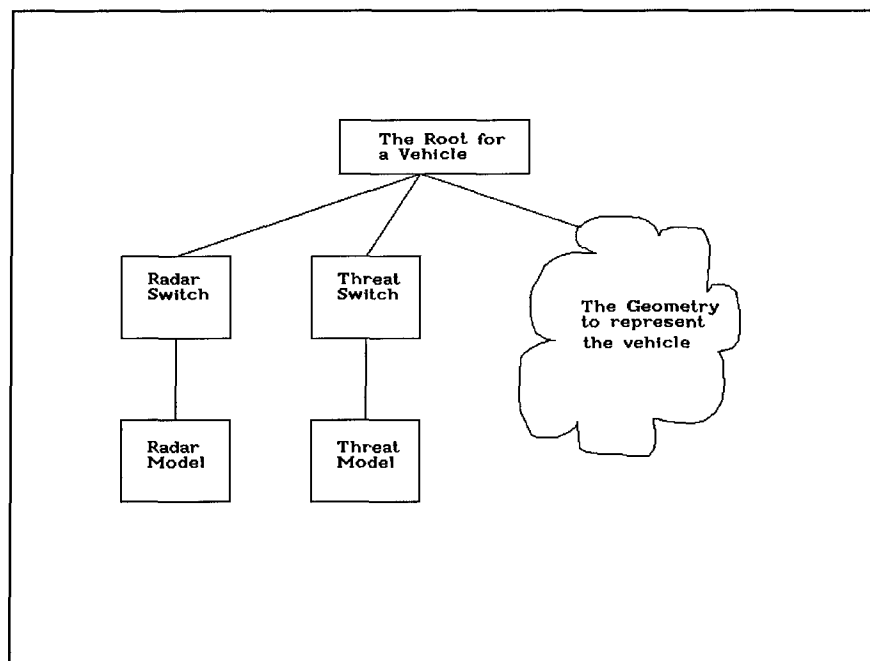 The Root for
a Vehicle
Radar
Switch
Threat
Switch
The Geometry
to represent
the vehicle
Radar
Model
Threat
Model